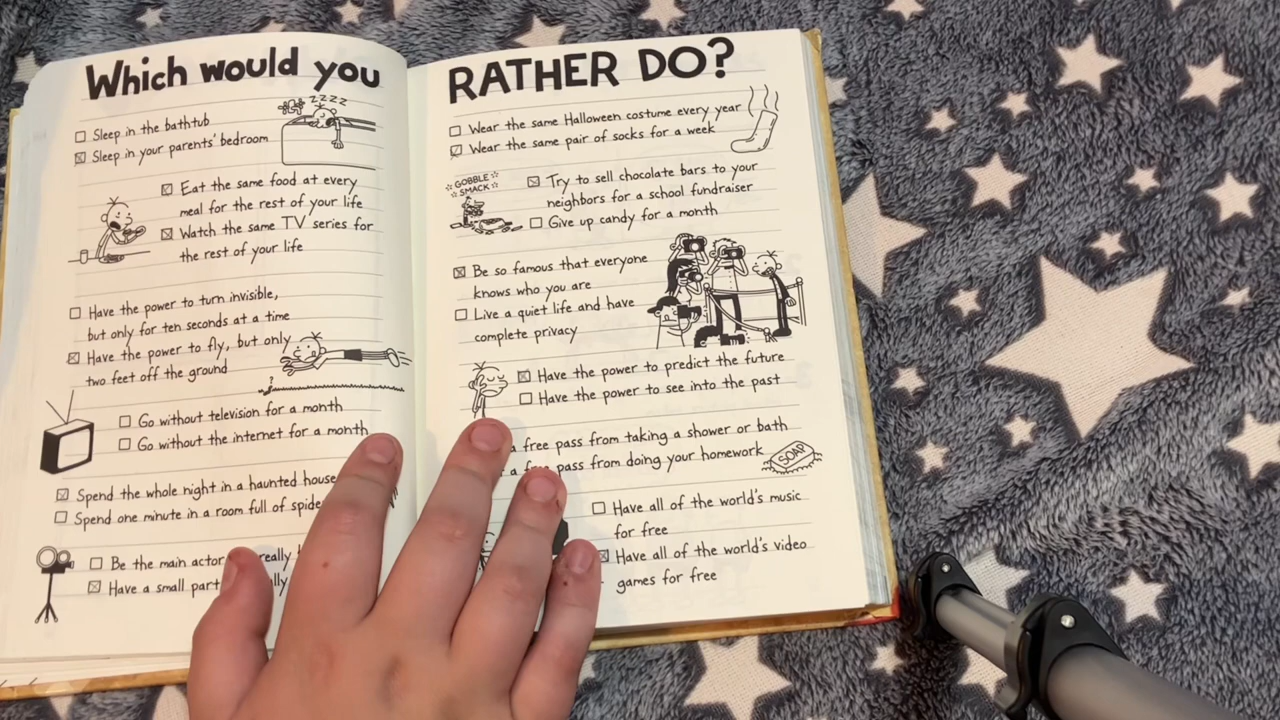 Which would you
Sleep in the bathtub
Sleep in your parents' bedroom
ZZZZ
Eat the same food at every
meal for the rest of your life
Watch the same TV series for
the rest of your life
Have the power to turn invisible,
but only for ten seconds at a time
Have the power to fly, but only
two feet off the ground
Go without television for a month
Go without the internet for a month
Spend the whole night in a haunted house
Spend one minute in a room full of
Be the main actor
Have a small part
RATHER DO?
Wear the same Halloween costume every year
Wear the same pair of socks for a week
GOBBLE
SMACK
Try to sell chocolate bars to your
neighbors for a school fundraiser
Give up candy for a month
Be so famous that everyone
knows who you are
Live a quiet life and have
complete privacy
Have the power to predict the future
Have the power to see into the past
a free pass from taking a shower or bath
a pass from doing your homework
SOAP
Have all of the world's music
for free
Have all of the world's video
games for free